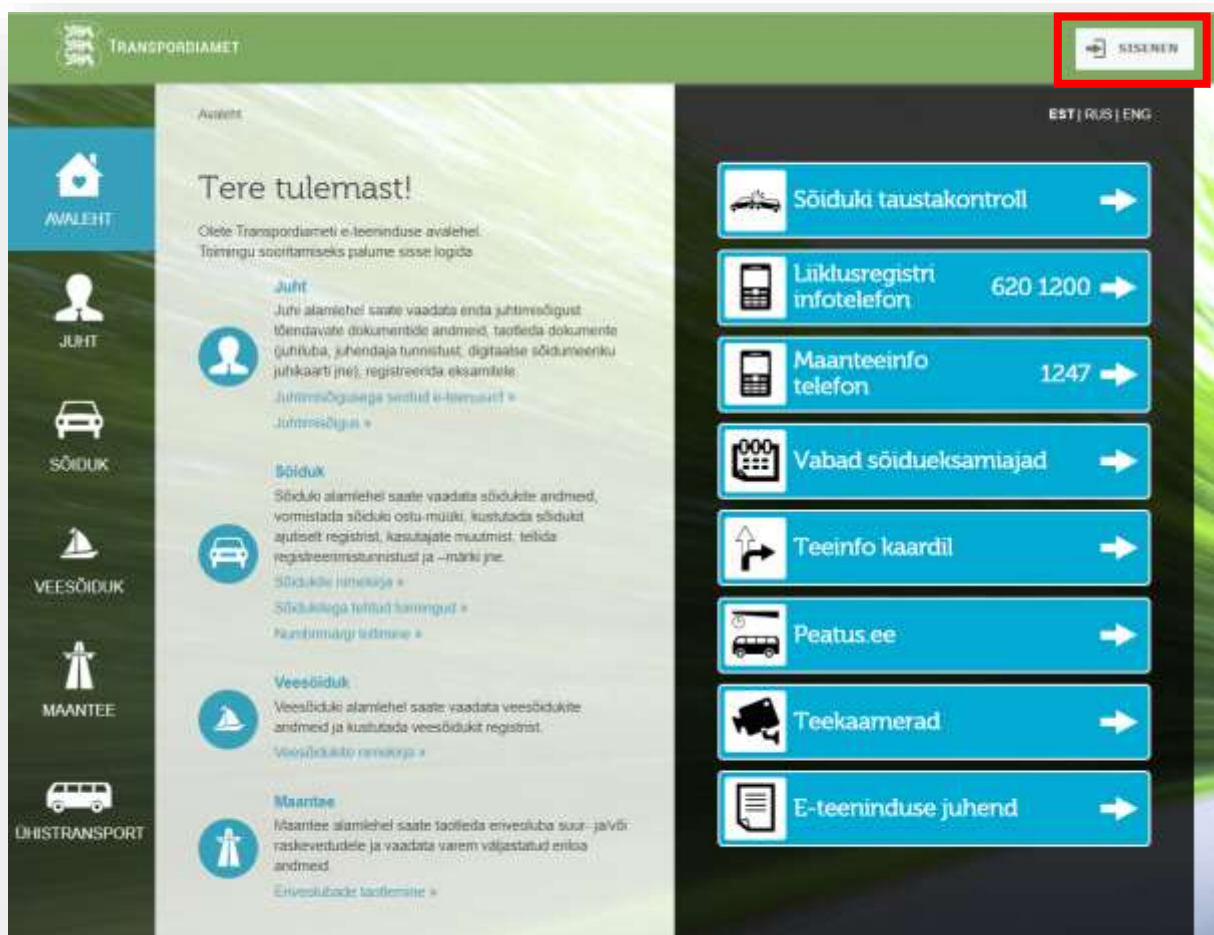 TRANSPORDIAMET
SISENEN
Avaleht
EST | RUS | ENG
AVALEHT
JUHT
SÕIDUK
VEESÕIDUK
MAANTEE
ÜHISTRANSPORT
Tere tulemast!
Olete Transpordiameti e-teeninduse avalehel.
Toimingu sooritamiseks palume sisse logida
Juht
Juhi alamlehel saate vaadata enda juhtimisõigust
tõendavate dokumentide andmeid, taotleda dokumente
(juhiluba, juhendaja tunnistust, digitaalse sõidumeeriku
juhikaarti jne), registreerida eksamitele.
Juhtimisõigusega seotud e-teenused »
Juhtimisõigus »
Sõiduk
Sõiduki alamlehel saate vaadata sõidukite andmeid,
vormistada sõiduki ostu-müüki, kustutada sõidukit
ajutiselt registrist, kasutajate muutmist, tellida
registreerimistunnistust ja –märki jne.
Sõidukite nimekirja »
Sõidukitega tehtud toimingud »
Numbrimärgi tellimine »
Veesõiduk
Veesõiduki alamlehel saate vaadata veesõidukite
andmeid ja kustutada veesõidukit registrist.
Veesõidukite nimekirja »
Maantee
Maantee alamlehel saate taotleda eriveoluba suur- ja/või
raskevedudele ja vaadata varem väljastatud eriloa
andmeid.
Eriveolubade taotlemine »
Sõiduki taustakontroll
Liiklusregistri
infotelefon 620 1200
Maanteeinfo
telefon 1247
Vabad sõidueksamiajad
Teeinfo kaardil
Peatus.ee
Teekaamerad
E-teeninduse juhend